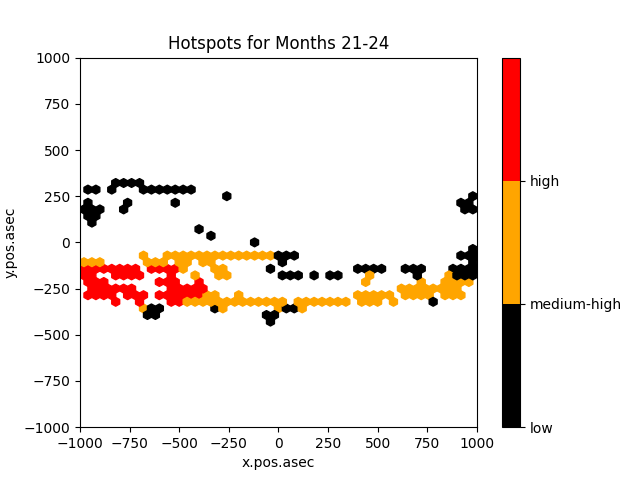 Hotspots for Months 21-24
1000
750
500
250
0
−250
−500
−750
−1000
y.pos.asec
−1000 −750 −500 −250 0 250 500 750 1000
x.pos.asec
high
medium-high
low